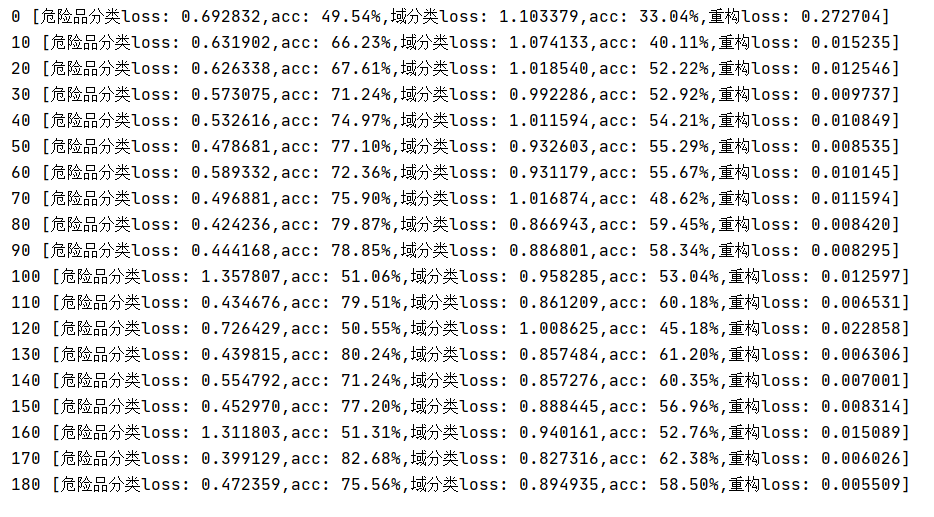 0 [危险品分类loss: 0.692832,acc: 49.54%,域分类loss: 1.103379,acc: 33.04%,重构loss: 0.272704]
10 [危险品分类loss: 0.631902,acc: 66.23%,域分类loss: 1.074133,acc: 40.11%,重构loss: 0.015235]
20 [危险品分类loss: 0.626338,acc: 67.61%,域分类loss: 1.018540,acc: 52.22%,重构loss: 0.012546]
30 [危险品分类loss: 0.573075,acc: 71.24%,域分类loss: 0.992286,acc: 52.92%,重构loss: 0.009737]
40 [危险品分类loss: 0.532616,acc: 74.97%,域分类loss: 1.011594,acc: 54.21%,重构loss: 0.010849]
50 [危险品分类loss: 0.478681,acc: 77.10%,域分类loss: 0.932603,acc: 55.29%,重构loss: 0.008535]
60 [危险品分类loss: 0.589332,acc: 72.36%,域分类loss: 0.931179,acc: 55.67%,重构loss: 0.010145]
70 [危险品分类loss: 0.496881,acc: 75.90%,域分类loss: 1.016874,acc: 48.62%,重构loss: 0.011594]
80 [危险品分类loss: 0.424236,acc: 79.87%,域分类loss: 0.866943,acc: 59.45%,重构loss: 0.008420]
90 [危险品分类loss: 0.444168,acc: 78.85%,域分类loss: 0.886801,acc: 58.34%,重构loss: 0.008295]
100 [危险品分类loss: 1.357807,acc: 51.06%,域分类loss: 0.958285,acc: 53.04%,重构loss: 0.012597]
110 [危险品分类loss: 0.434676,acc: 79.51%,域分类loss: 0.861209,acc: 60.18%,重构loss: 0.006531]
120 [危险品分类loss: 0.726429,acc: 50.55%,域分类loss: 1.008625,acc: 45.18%,重构loss: 0.022858]
130 [危险品分类loss: 0.439815,acc: 80.24%,域分类loss: 0.857484,acc: 61.20%,重构loss: 0.006306]
140 [危险品分类loss: 0.554792,acc: 71.24%,域分类loss: 0.857276,acc: 60.35%,重构loss: 0.007001]
150 [危险品分类loss: 0.452970,acc: 77.20%,域分类loss: 0.888445,acc: 56.96%,重构loss: 0.008314]
160 [危险品分类loss: 1.311803,acc: 51.31%,域分类loss: 0.940161,acc: 52.76%,重构loss: 0.015089]
170 [危险品分类loss: 0.399129,acc: 82.68%,域分类loss: 0.827316,acc: 62.38%,重构loss: 0.006026]
180 [危险品分类loss: 0.472359,acc: 75.56%,域分类loss: 0.894935,acc: 58.50%,重构loss: 0.005509]